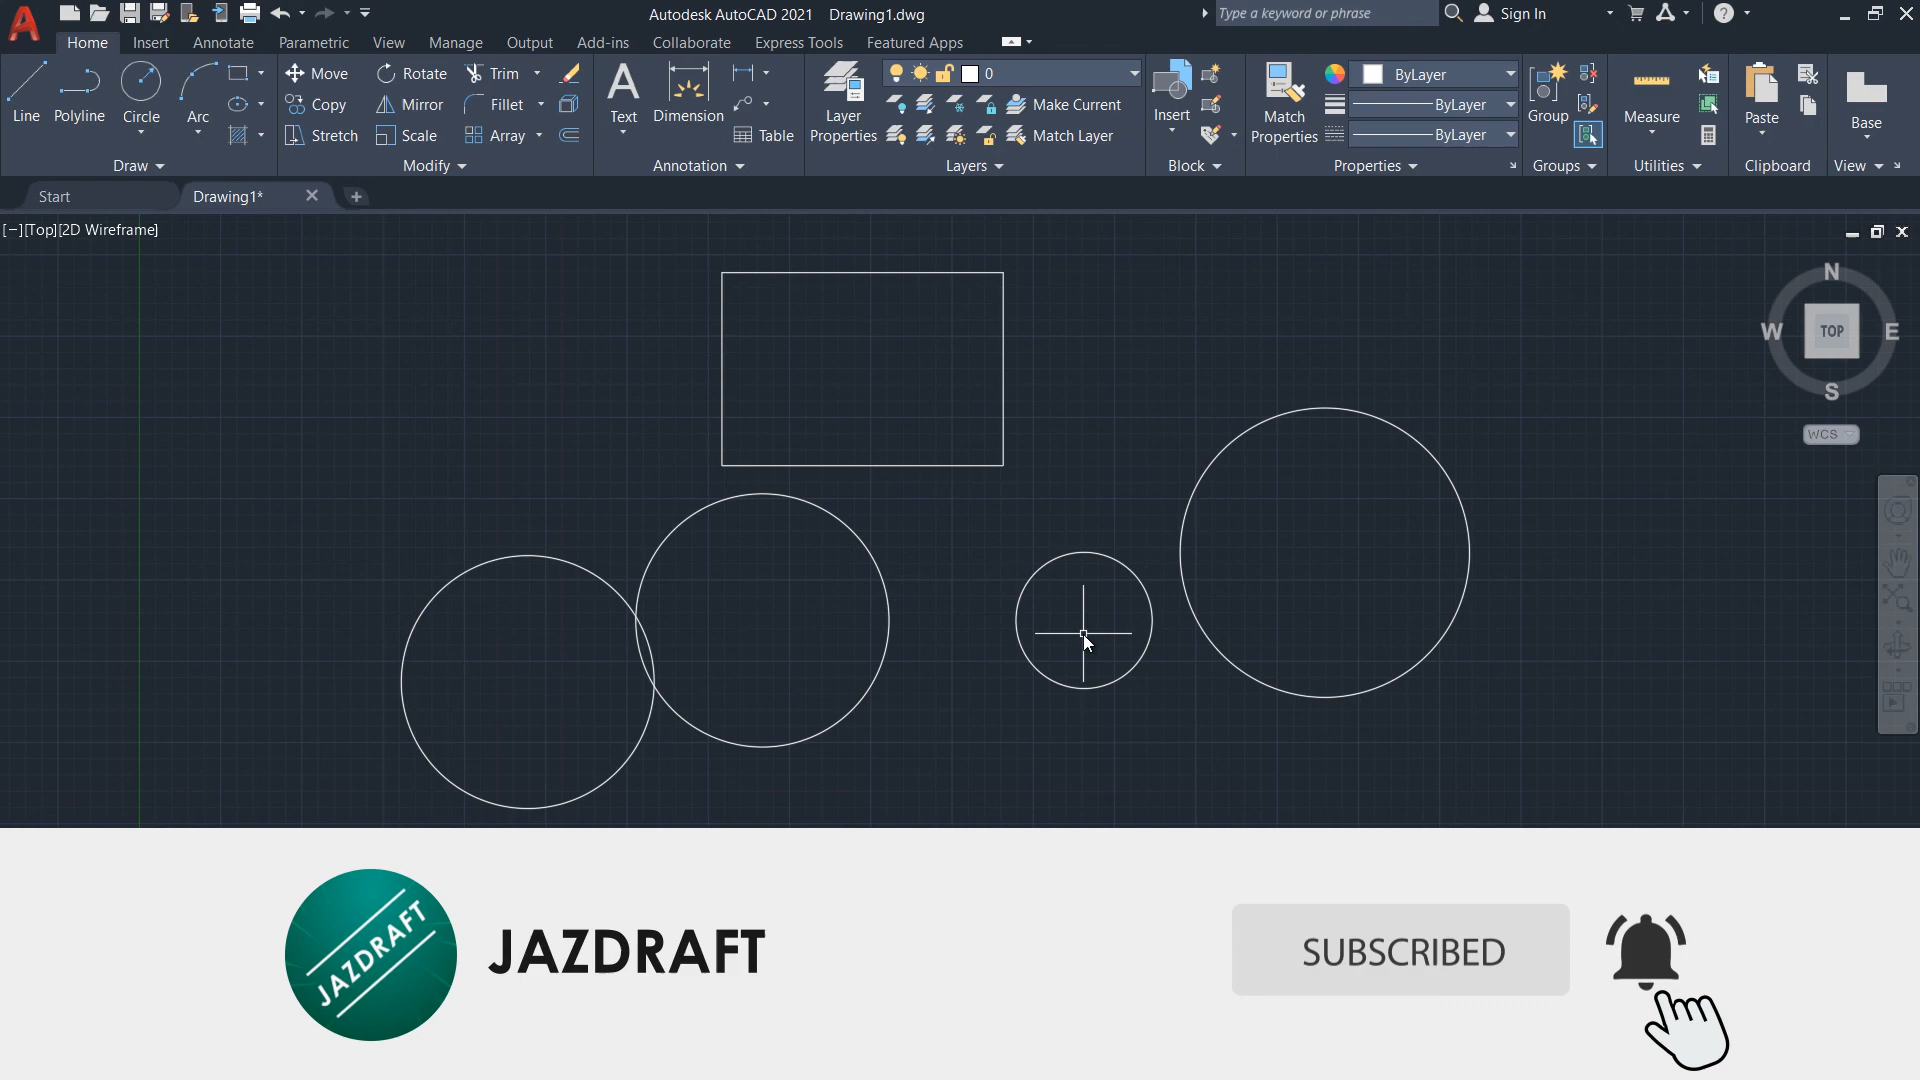 Autodesk AutoCAD 2021 Drawing1.dwg
Type a keyword or phrase
Sign In
Home Insert Annotate Parametric View Manage Output Add-ins Collaborate Express Tools Featured Apps
Line Polyline Circle Arc
Move Rotate Trim
Copy Mirror Fillet
Stretch Scale Array
Text Dimension Table
Layer Properties
0
Make Current
Match Layer
Insert
Match Properties
ByLayer
ByLayer
ByLayer
Group
Measure
Paste
Base
Draw Modify Annotation Layers Block Properties Groups Utilities Clipboard View
Start Drawing1*
[−][Top][2D Wireframe]
N
W TOP E
S
WCS
JAZDRAFT
JAZDRAFT
SUBSCRIBED